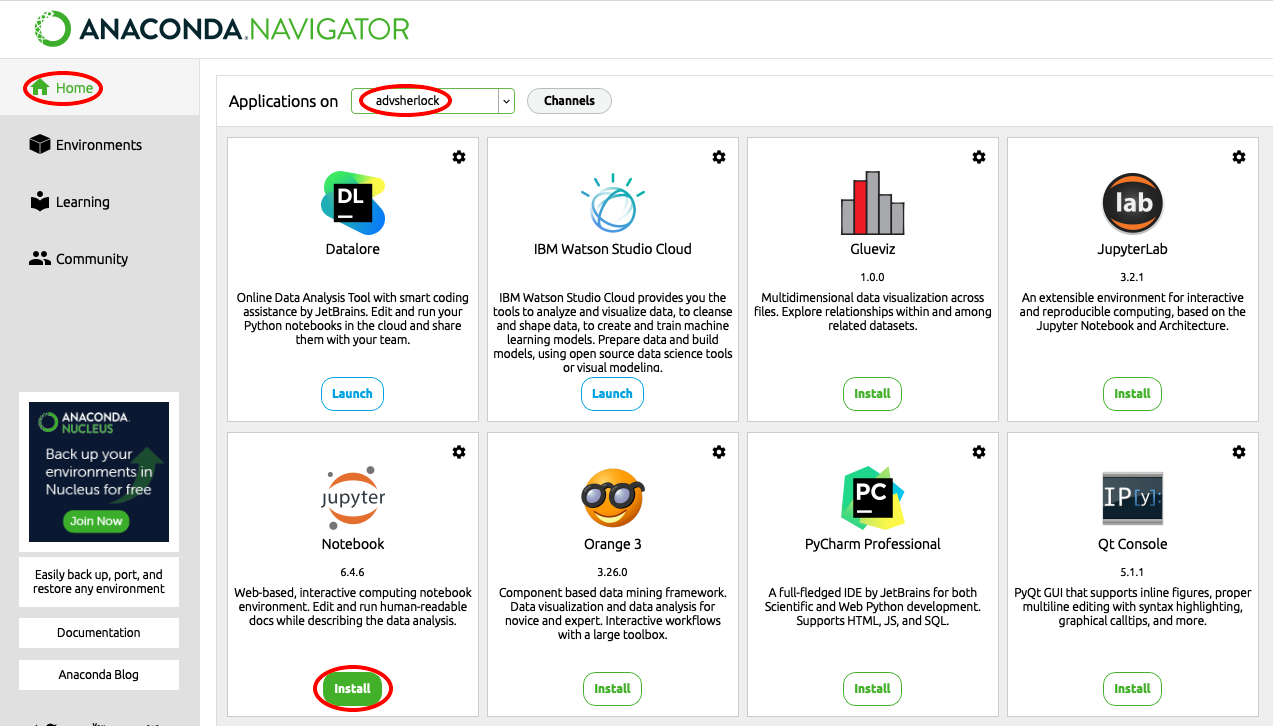 ANACONDA.NAVIGATOR
Home
Environments
Learning
Community
ANACONDA.
NUCLEUS
Back up your
environments in
Nucleus for free
Join Now
Easily back up, port, and
restore any environment
Documentation
Anaconda Blog
Applications on
advsherlock
Channels
DL
Datalore
Online Data Analysis Tool with smart coding
assistance by JetBrains. Edit and run your
Python notebooks in the cloud and share
them with your team.
Launch
IBM Watson Studio Cloud
IBM Watson Studio Cloud provides you the
tools to analyze and visualize data, to cleanse
and shape data, to create and train machine
learning models. Prepare data and build
models, using open source data science tools
or visual modeling.
Launch
Glueviz
1.0.0
Multidimensional data visualization across
files. Explore relationships within and among
related datasets.
Install
lab
JupyterLab
3.2.1
An extensible environment for interactive
and reproducible computing, based on the
Jupyter Notebook and Architecture.
Install
jupyter
Notebook
6.4.6
Web-based, interactive computing notebook
environment. Edit and run human-readable
docs while describing the data analysis.
Install
Orange 3
3.26.0
Component based data mining framework.
Data visualization and data analysis for
novice and expert. Interactive workflows
with a large toolbox.
Install
PC
PyCharm Professional
A full-fledged IDE by JetBrains for both
Scientific and Web Python development.
Supports HTML, JS, and SQL.
Install
IP[y]:
Qt Console
5.1.1
PyQt GUI that supports inline figures, proper
multiline editing with syntax highlighting,
graphical calltips, and more.
Install